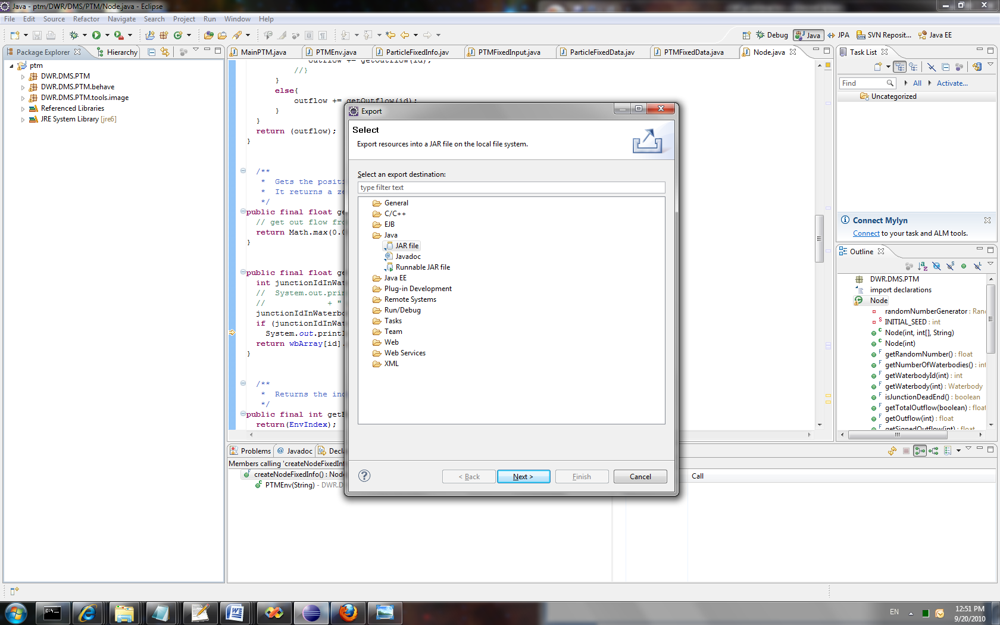 Java - ptm/DWR/DMS/PTM/Node.java - Eclipse
File Edit Source Refactor Navigate Search Project Run Window Help
Debug Java JPA SVN Reposit... Java EE
Package Explorer Hierarchy
ptm
DWR.DMS.PTM
DWR.DMS.PTM.behave
DWR.DMS.PTM.tools.image
Referenced Libraries
JRE System Library [jre6]
MainPTM.java PTMEnv.java ParticleFixedInfo.jav PTMFixedInput.java ParticleFixedData.jav PTMFixedData.java Node.java
outflow += getOutflow(id);
//}
}
else{
outflow += getOutflow(id);
}
}
return (outflow);
}
/**
* Gets the positi
* It returns a ze
*/
public final float ge
// get out flow fro
return Math.max(0.0
}
public final float ge
int junctionIdInWat
// System.out.prin
// + "
junctionIdInWaterbo
if (junctionIdInWat
System.out.printl
return wbArray[id].
}
/**
* Returns the ind
*/
public final int getE
return(EnvIndex);
Export
Select
Export resources into a JAR file on the local file system.
Select an export destination:
type filter text
General
C/C++
EJB
Java
JAR file
Javadoc
Runnable JAR file
Java EE
Plug-in Development
Remote Systems
Run/Debug
Tasks
Team
Web
Web Services
XML
< Back Next > Finish Cancel
Task List
Find All Activate...
Uncategorized
Connect Mylyn
Connect to your task and ALM tools.
Outline
DWR.DMS.PTM
import declarations
Node
randomNumberGenerator : Rand
INITIAL_SEED : int
Node(int, int[], String)
Node(int)
getRandomNumber() : float
getNumberOfWaterbodies() : int
getWaterbodyId(int) : int
getWaterbody(int) : Waterbody
isJunctionDeadEnd() : boolean
getTotalOutflow(boolean) : float
getOutflow(int) : float
getSignedOutflow(int) : float
Problems Javadoc Decla
Members calling 'createNodeFixedInf
createNodeFixedInfo() : Node
PTMEnv(String) - DWR.D
Call
EN
12:51 PM
9/20/2010